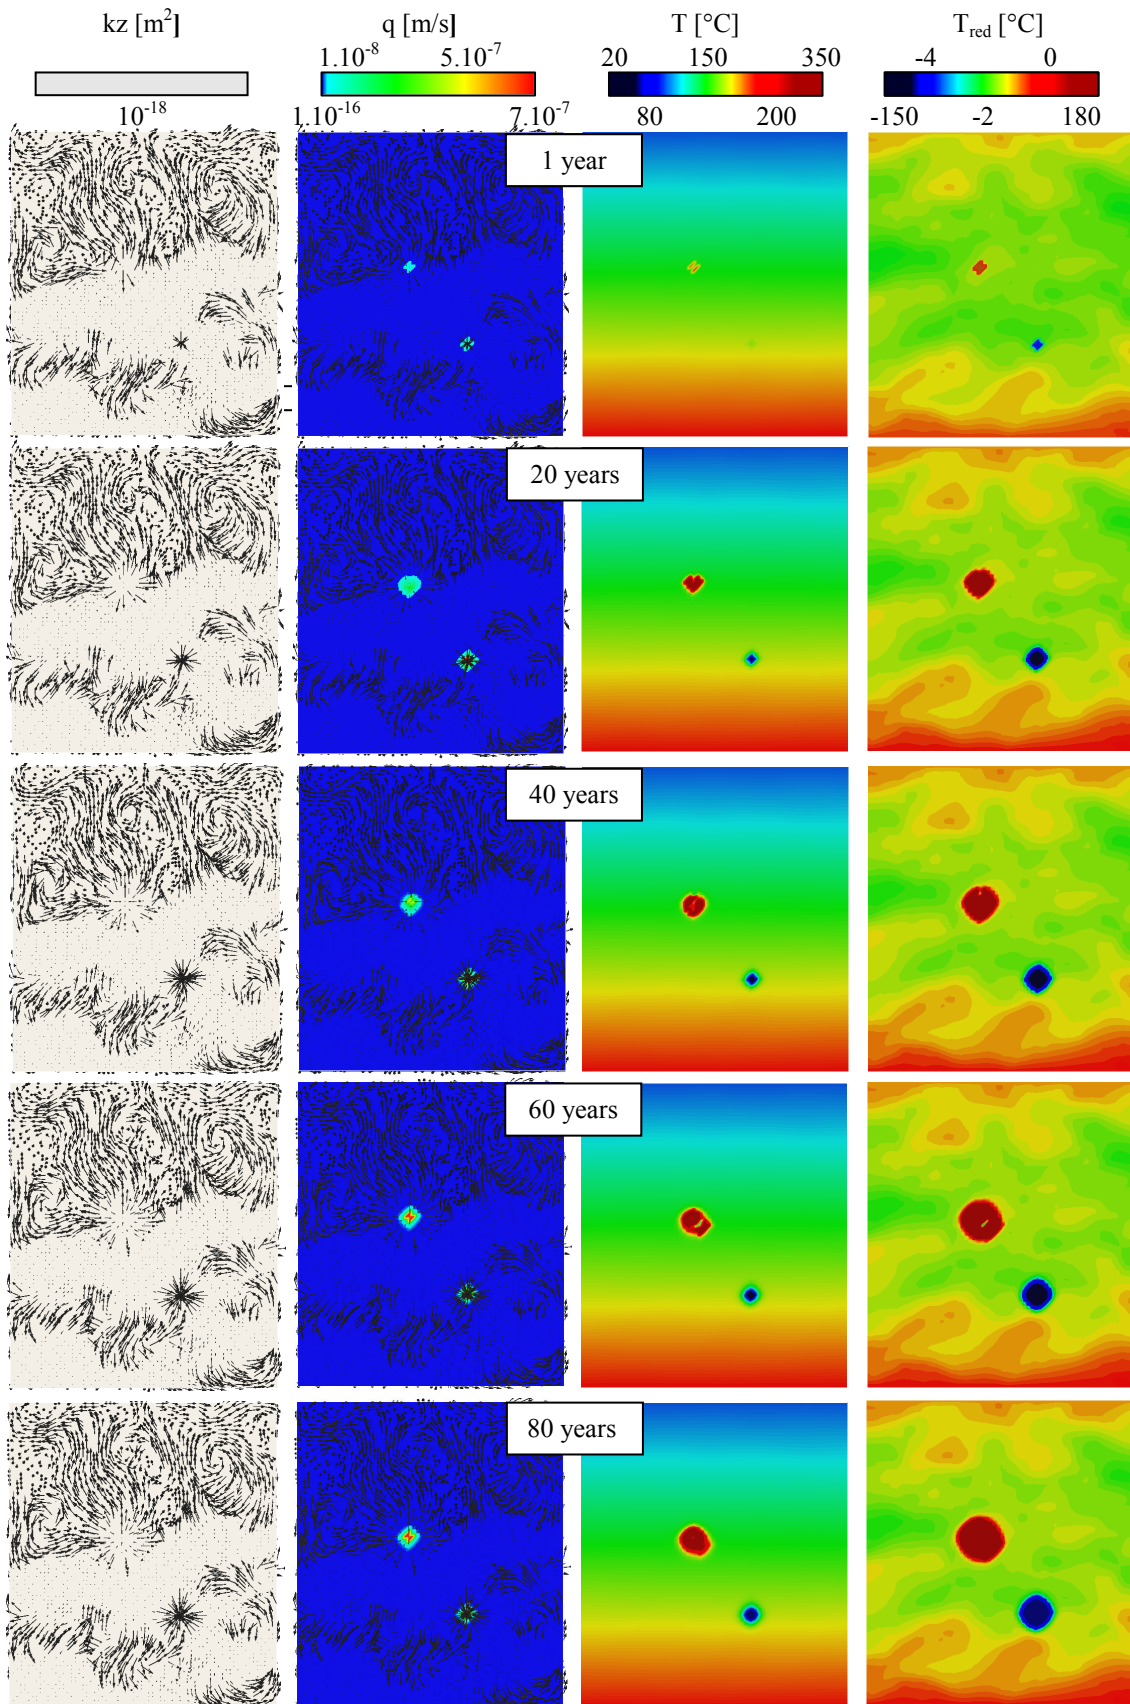 kz [m²] q [m/s] T [°C] T_red [°C]
1.10⁻⁸ 5.10⁻⁷ 20 150 350 -4 0
10⁻¹⁸ 1.10⁻¹⁶ 7.10⁻⁷ 80 200 -150 -2 180
1 year
20 years
40 years
60 years
80 years